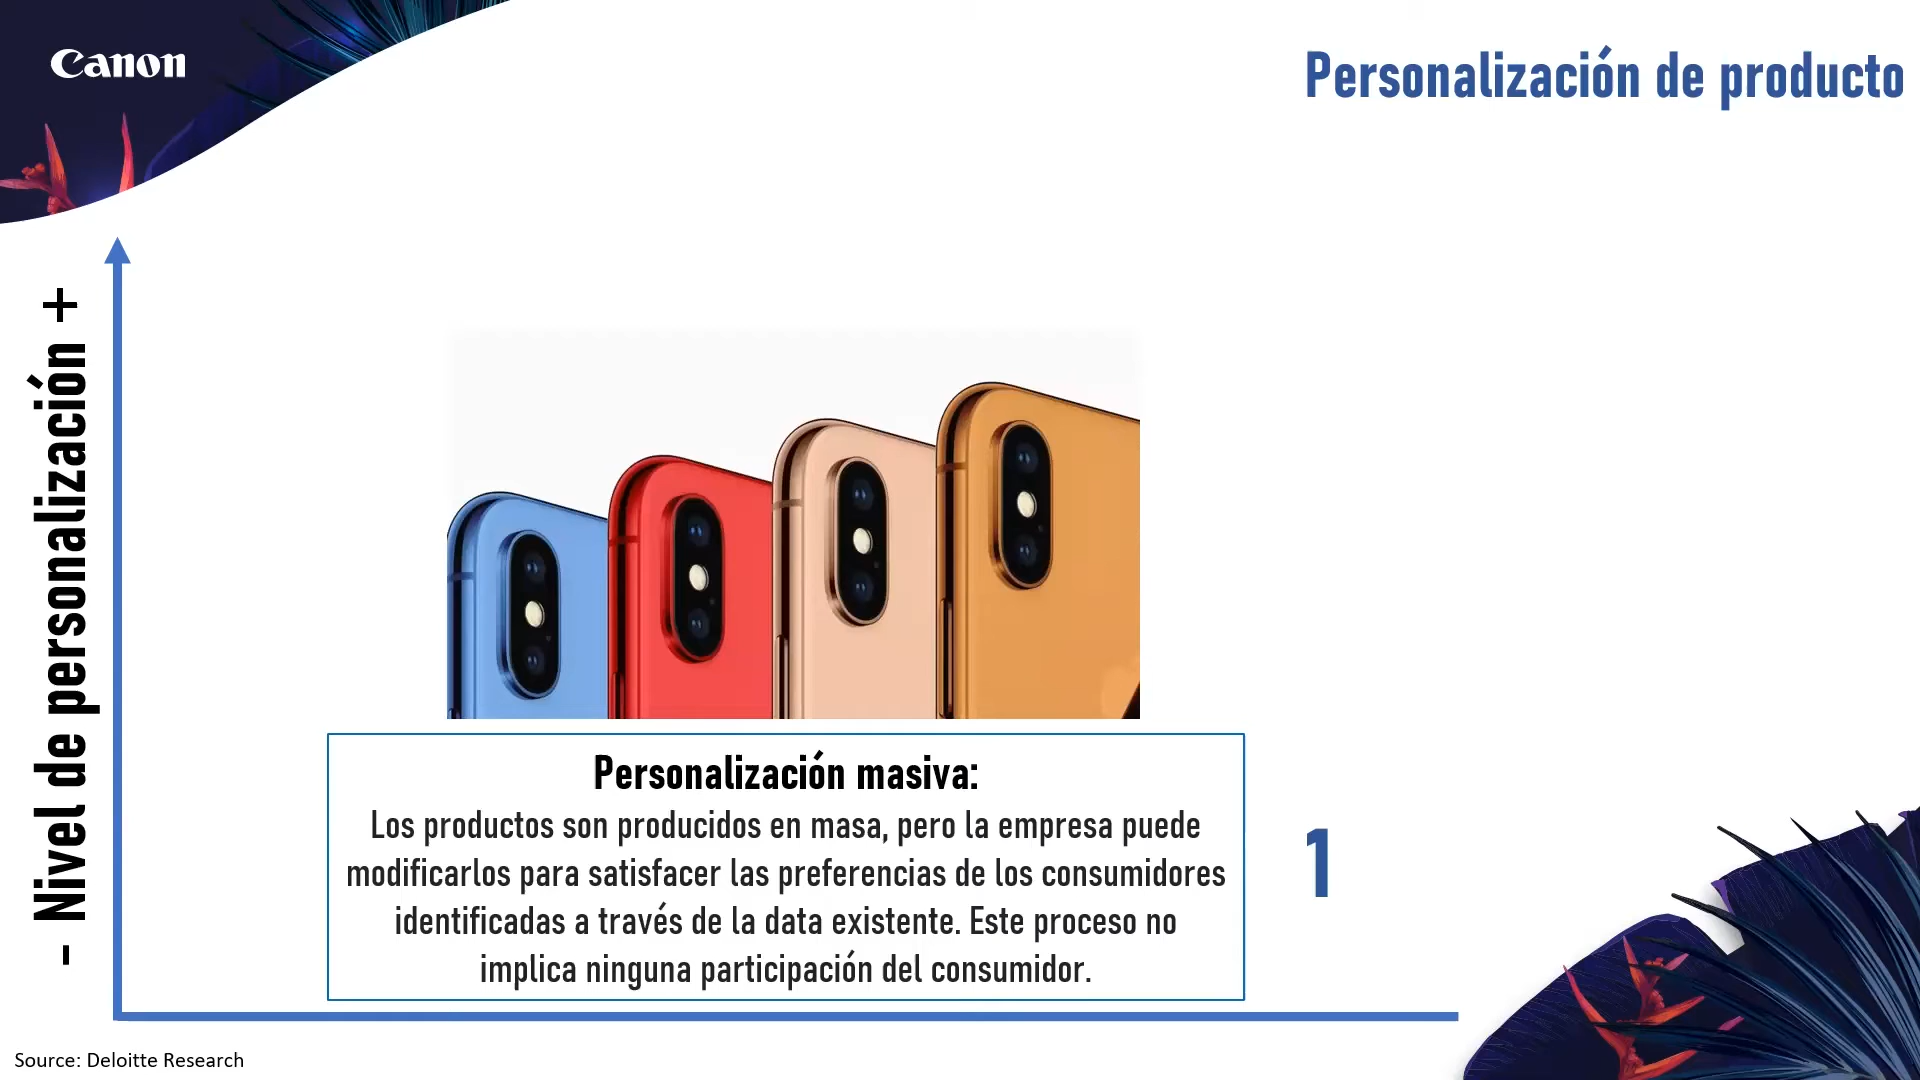 Canon
Personalización de producto
- Nivel de personalización +
Personalización masiva:
Los productos son producidos en masa, pero la empresa puede
modificarlos para satisfacer las preferencias de los consumidores
identificadas a través de la data existente. Este proceso no
implica ninguna participación del consumidor.
1
Source: Deloitte Research